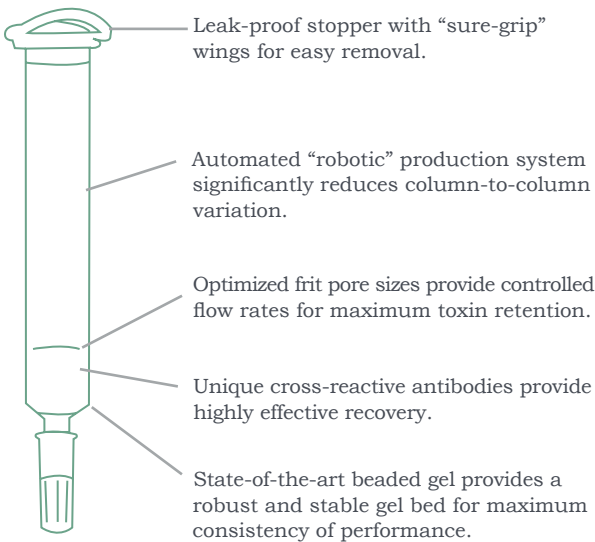 Leak-proof stopper with “sure-grip”
wings for easy removal.
Automated “robotic” production system
significantly reduces column-to-column
variation.
Optimized frit pore sizes provide controlled
flow rates for maximum toxin retention.
Unique cross-reactive antibodies provide
highly effective recovery.
State-of-the-art beaded gel provides a
robust and stable gel bed for maximum
consistency of performance.